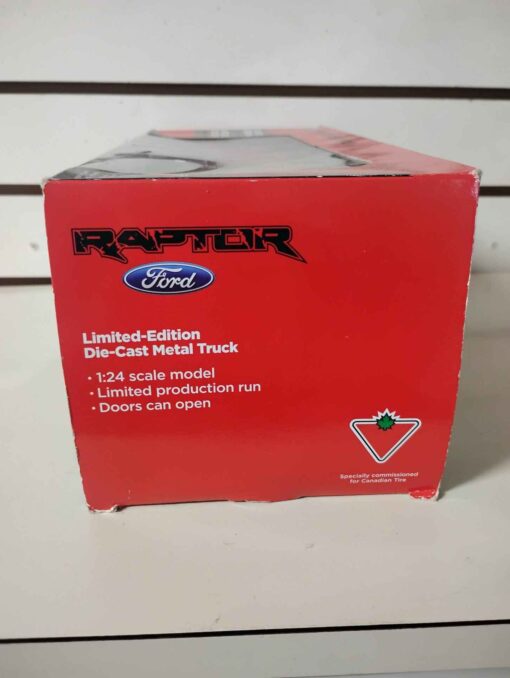 RAPTOR
Ford
Limited-Edition
Die-Cast Metal Truck
• 1:24 scale model
• Limited production run
• Doors can open
Specially commissioned
for Canadian Tire